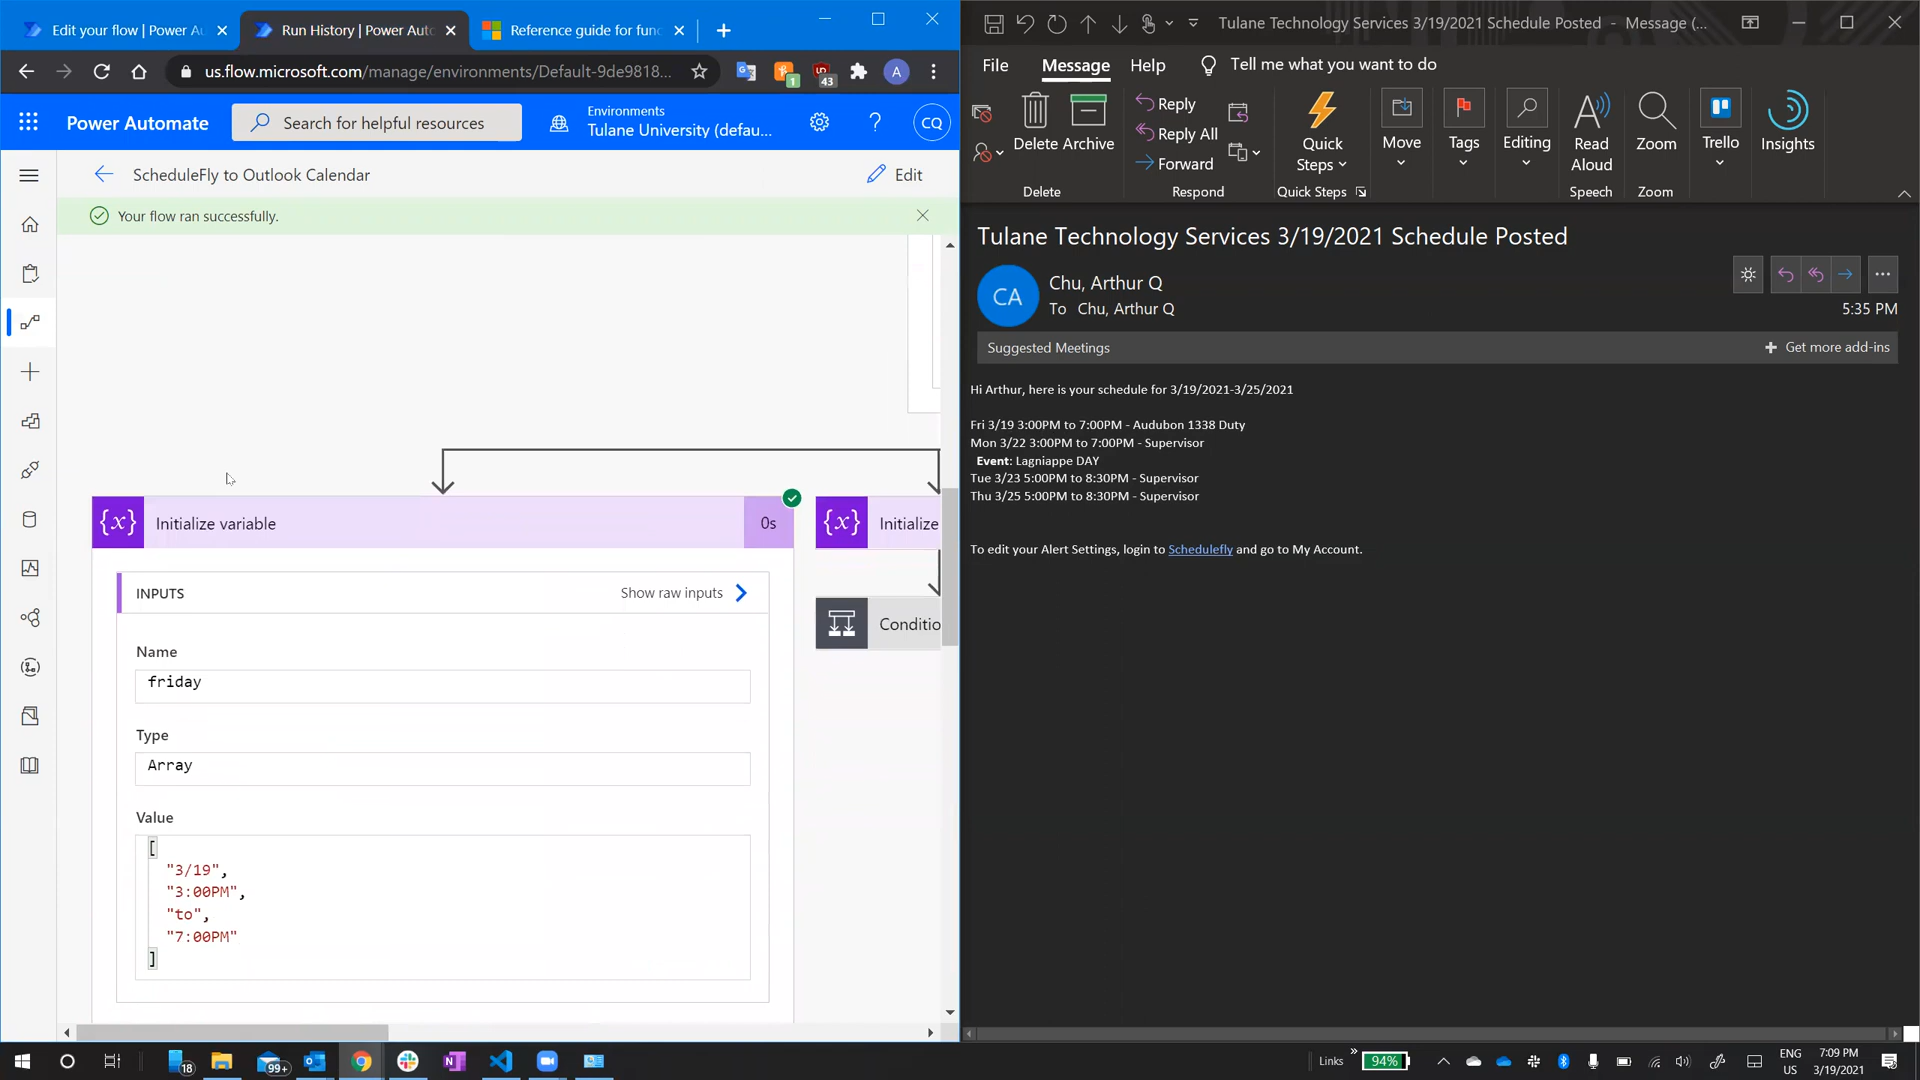 Edit your flow | Power Au
Run History | Power Auto
Reference guide for func
us.flow.microsoft.com/manage/environments/Default-9de9818...
1
43
A
Power Automate
Search for helpful resources
Environments
Tulane University (defau...
CQ
ScheduleFly to Outlook Calendar
Edit
Your flow ran successfully.
{x} Initialize variable
0s
{x} Initialize
INPUTS
Show raw inputs
Conditio
Name
friday
Type
Array
Value
[
"3/19",
"3:00PM",
"to",
"7:00PM"
]
Tulane Technology Services 3/19/2021 Schedule Posted - Message (...
File
Message
Help
Tell me what you want to do
Delete
Archive
Reply
Reply All
Forward
Quick Steps
Move
Tags
Editing
Read Aloud
Zoom
Trello
Insights
Delete
Respond
Quick Steps
Speech
Zoom
Tulane Technology Services 3/19/2021 Schedule Posted
CA
Chu, Arthur Q
To Chu, Arthur Q
5:35 PM
Suggested Meetings
+ Get more add-ins
Hi Arthur, here is your schedule for 3/19/2021-3/25/2021
Fri 3/19 3:00PM to 7:00PM - Audubon 1338 Duty
Mon 3/22 3:00PM to 7:00PM - Supervisor
Event: Lagniappe DAY
Tue 3/23 5:00PM to 8:30PM - Supervisor
Thu 3/25 5:00PM to 8:30PM - Supervisor
To edit your Alert Settings, login to Schedulefly and go to My Account.
18
99+
Links
94%
ENG
US
7:09 PM
3/19/2021